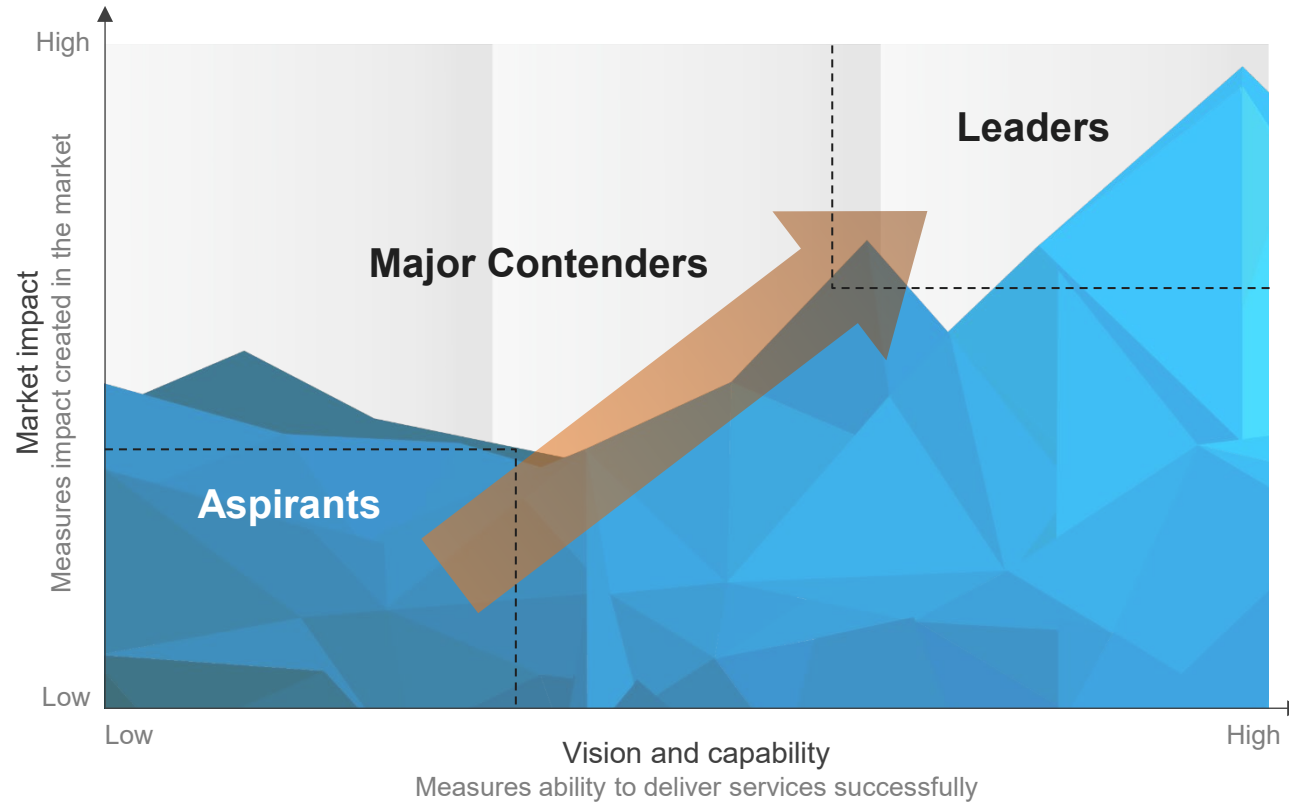 High
Leaders
Major Contenders
Market impact
Measures impact created in the market
Aspirants
Low
Low
High
Vision and capability
Measures ability to deliver services successfully